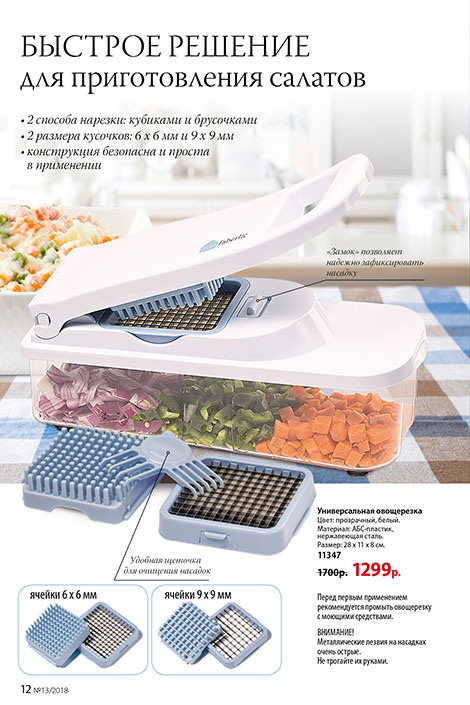 БЫСТРОЕ РЕШЕНИЕ
для приготовления салатов
• 2 способа нарезки: кубиками и брусочками
• 2 размера кусочков: 6 х 6 мм и 9 х 9 мм
• конструкция безопасна и проста
в применении
faberlic
«Замок» позволяет
надежно зафиксировать
насадку
Удобная щеточка
для очищения насадок
ячейки 6 х 6 мм
ячейки 9 х 9 мм
Универсальная овощерезка
Цвет: прозрачный, белый.
Материал: АБС-пластик,
нержавеющая сталь.
Размер: 28 х 11 х 8 см.
11347
1700р. 1299р.
Перед первым применением
рекомендуется промыть овощерезку
с моющими средствами.
ВНИМАНИЕ!
Металлические лезвия на насадках
очень острые.
Не трогайте их руками.
12 №13/2018